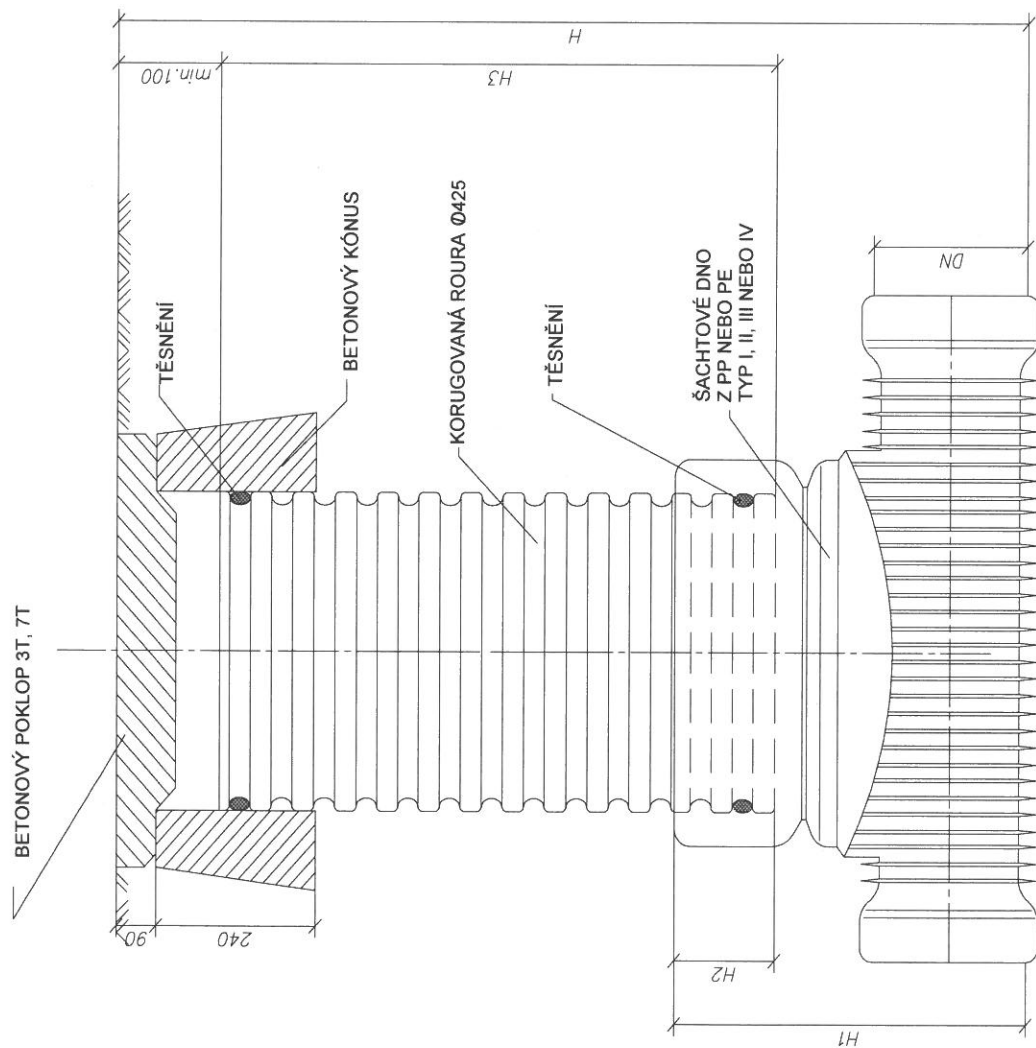 BETONOVÝ POKLOP 3T, 7T
H
min.100
H3
TĚSNĚNÍ
BETONOVÝ KÓNUS
KORUGOVANÁ ROURA Ø425
TĚSNĚNÍ
ŠACHTOVÉ DNO
Z PP NEBO PE
TYP I, II, III NEBO IV
DN
90
240
H2
H1